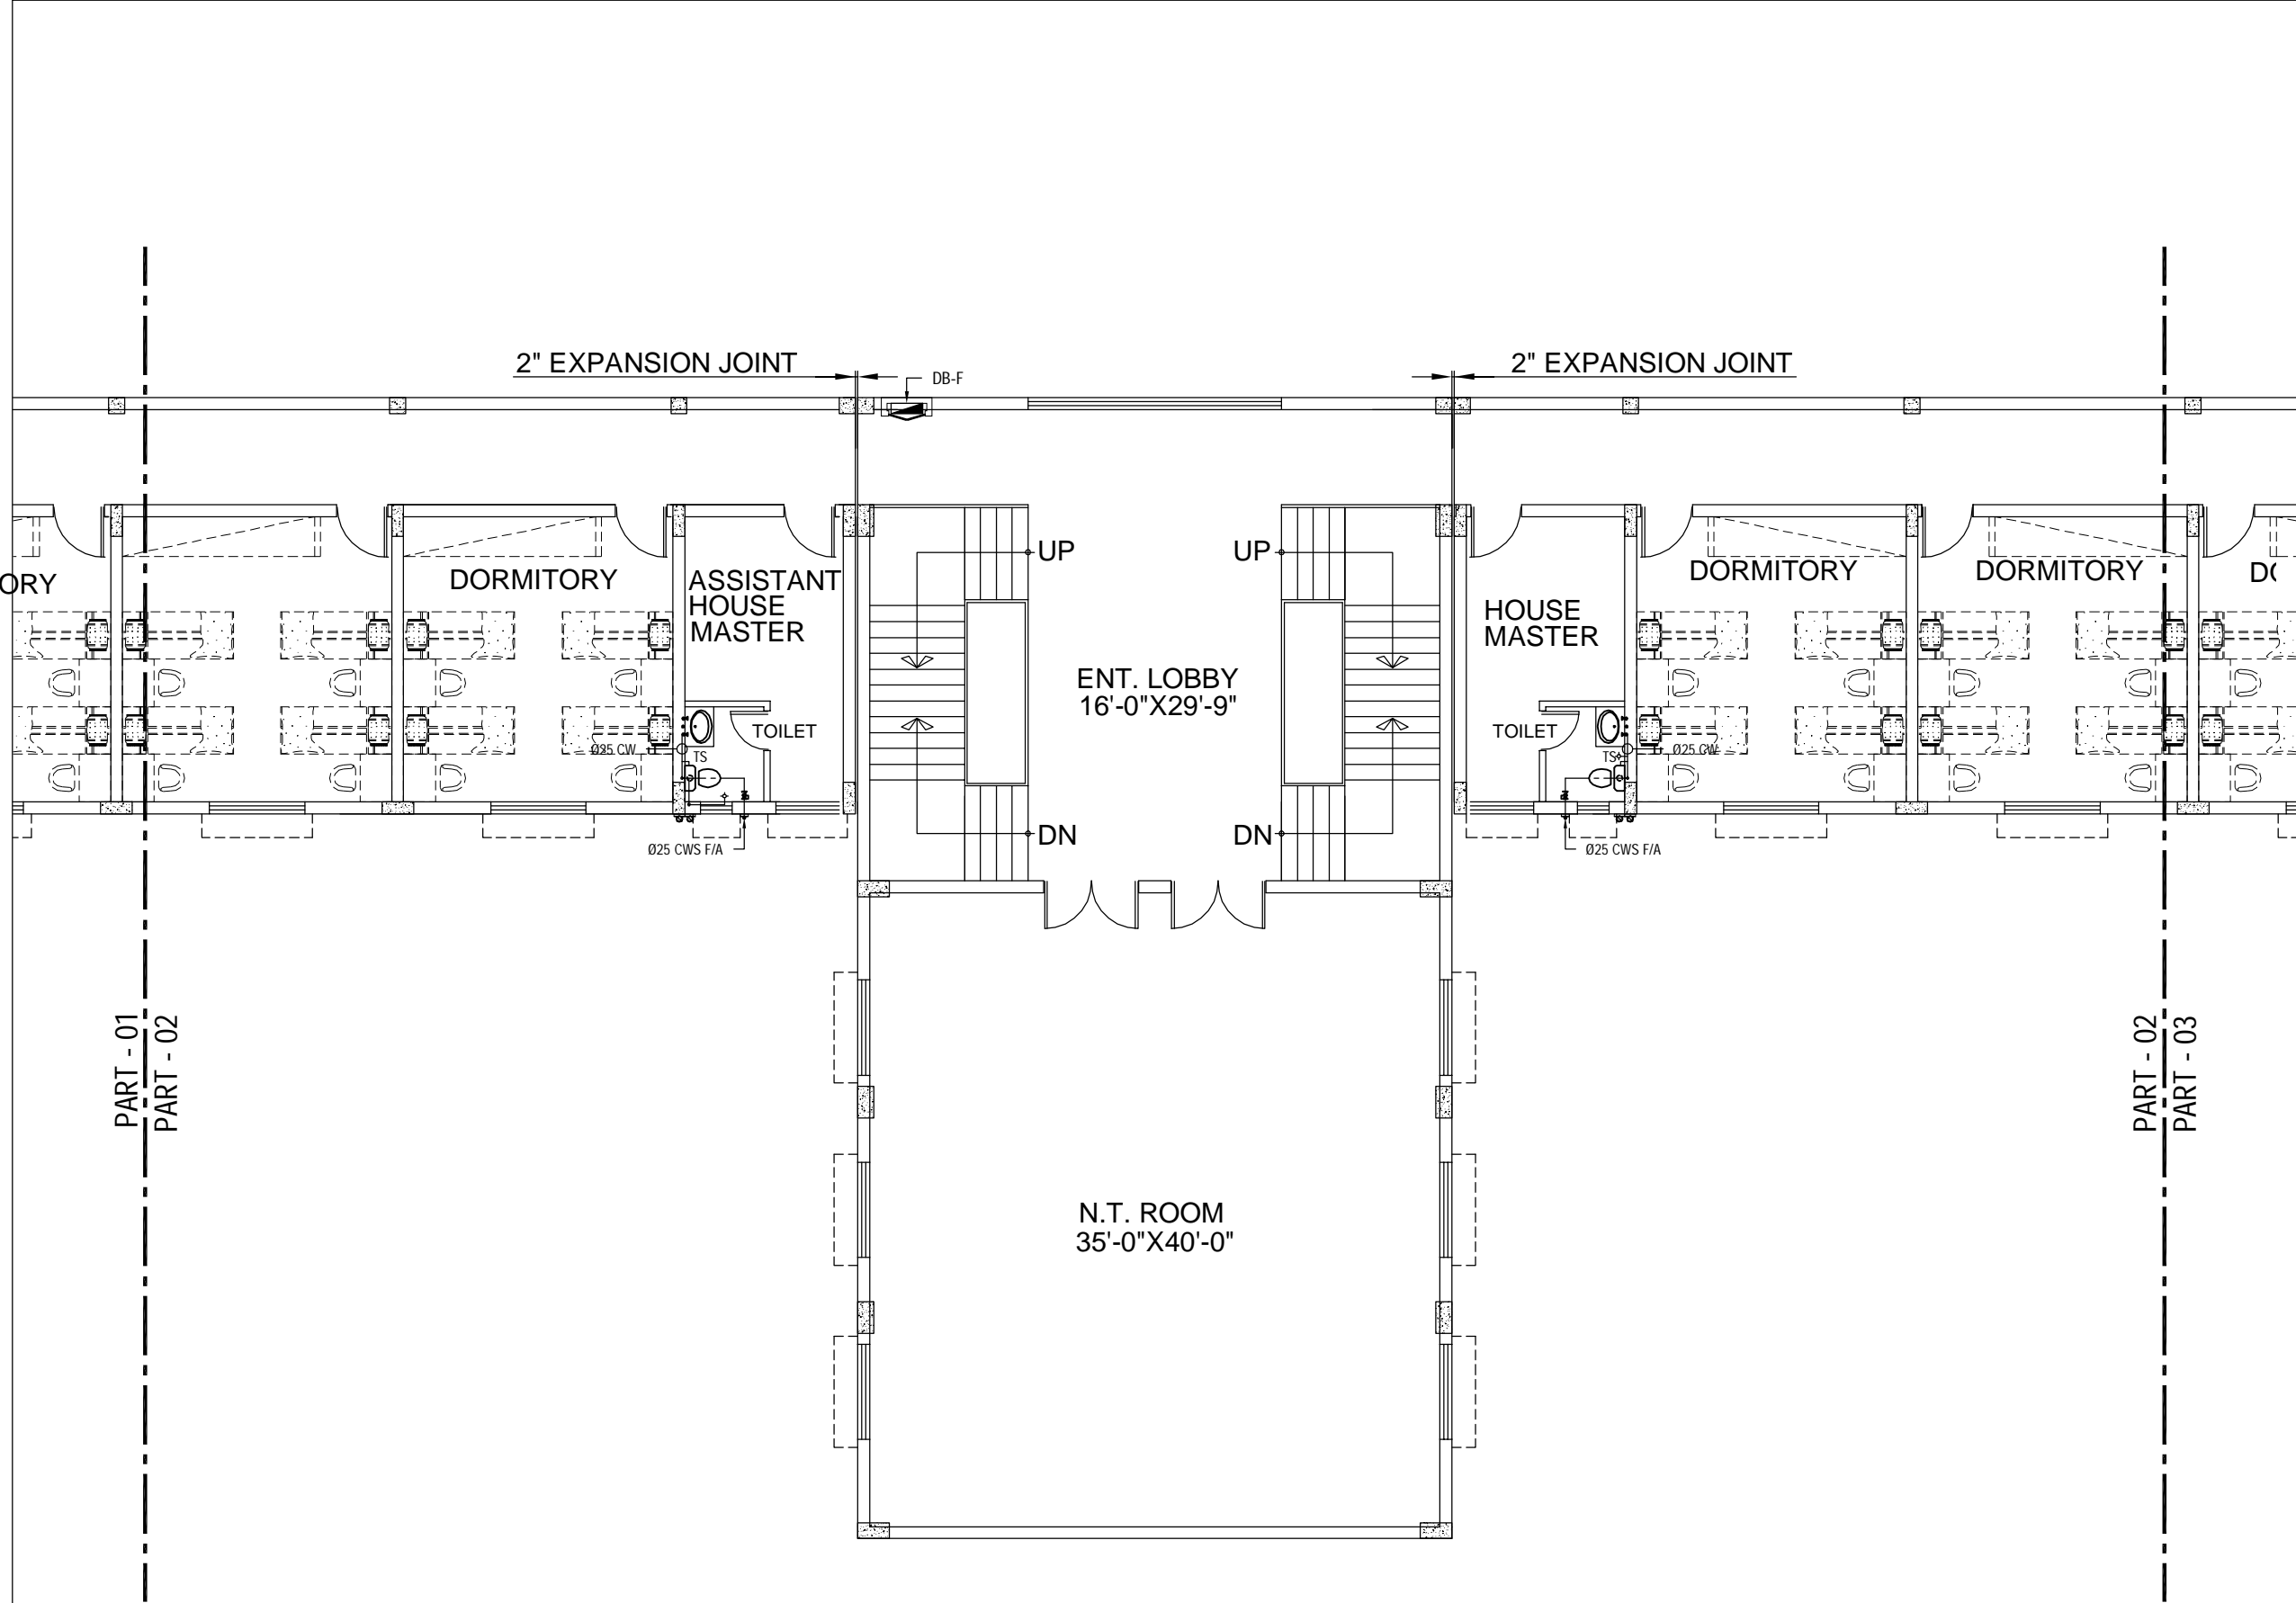 2" EXPANSION JOINT
2" EXPANSION JOINT
DB-F
UP
UP
ORY
DORMITORY
ASSISTANT
HOUSE
MASTER
HOUSE
MASTER
DORMITORY
DORMITORY
DO
ENT. LOBBY
16'-0"X29'-9"
TOILET
TOILET
Ø25 CW
TS
TS
Ø25 CW
DN
DN
Ø25 CWS F/A
Ø25 CWS F/A
PART - 01
PART - 02
PART - 02
PART - 03
N.T. ROOM
35'-0"X40'-0"